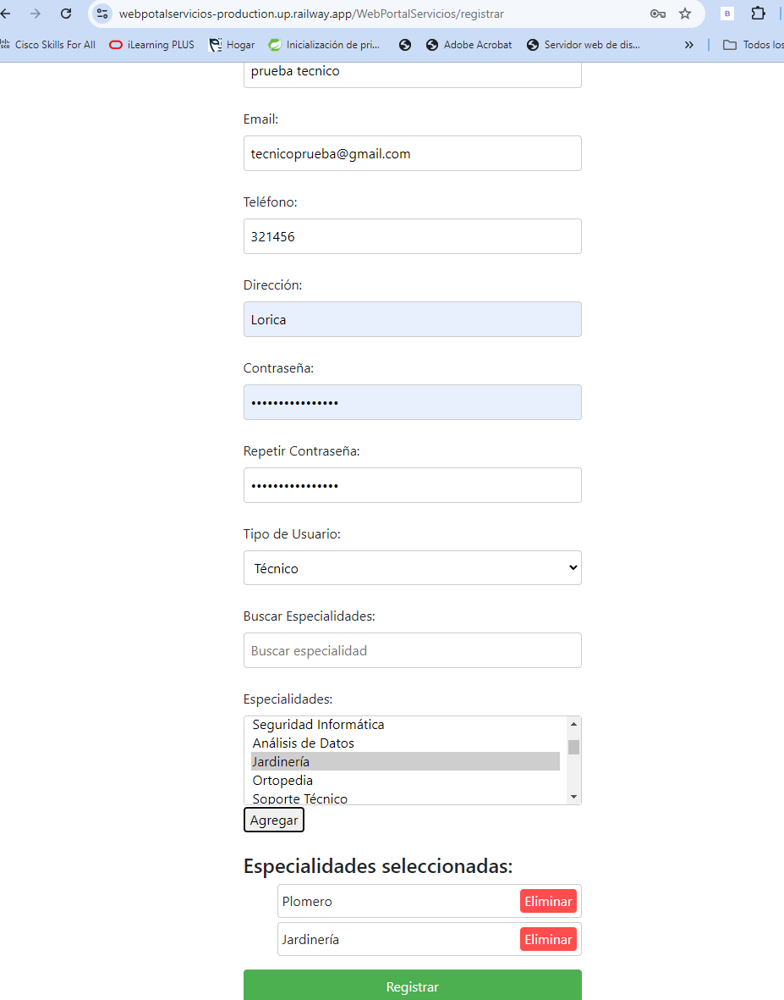 webpotalservicios-production.up.railway.app/WebPortalServicios/registrar
B
Cisco Skills For All
iLearning PLUS
Hogar
Inicialización de pri...
Adobe Acrobat
Servidor web de dis...
»
Todos los
prueba tecnico
Email:
tecnicoprueba@gmail.com
Teléfono:
321456
Dirección:
Lorica
Contraseña:
••••••••••••••••
Repetir Contraseña:
••••••••••••••••
Tipo de Usuario:
Técnico
Buscar Especialidades:
Buscar especialidad
Especialidades:
Seguridad Informática
Análisis de Datos
Jardinería
Ortopedia
Soporte Técnico
Agregar
Especialidades seleccionadas:
Plomero Eliminar
Jardinería Eliminar
Registrar